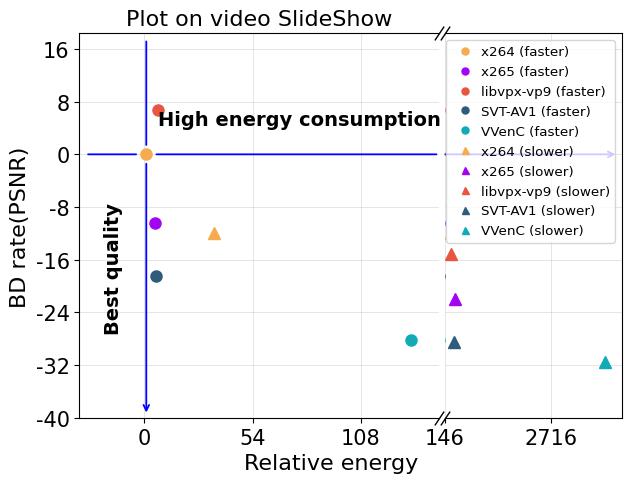 Plot on video SlideShow
16
8
0
-8
-16
-24
-32
-40
BD rate(PSNR)
High energy consumption
Best quality
x264 (faster)
x265 (faster)
libvpx-vp9 (faster)
SVT-AV1 (faster)
VVenC (faster)
x264 (slower)
x265 (slower)
libvpx-vp9 (slower)
SVT-AV1 (slower)
VVenC (slower)
0 54 108 146 2716
Relative energy